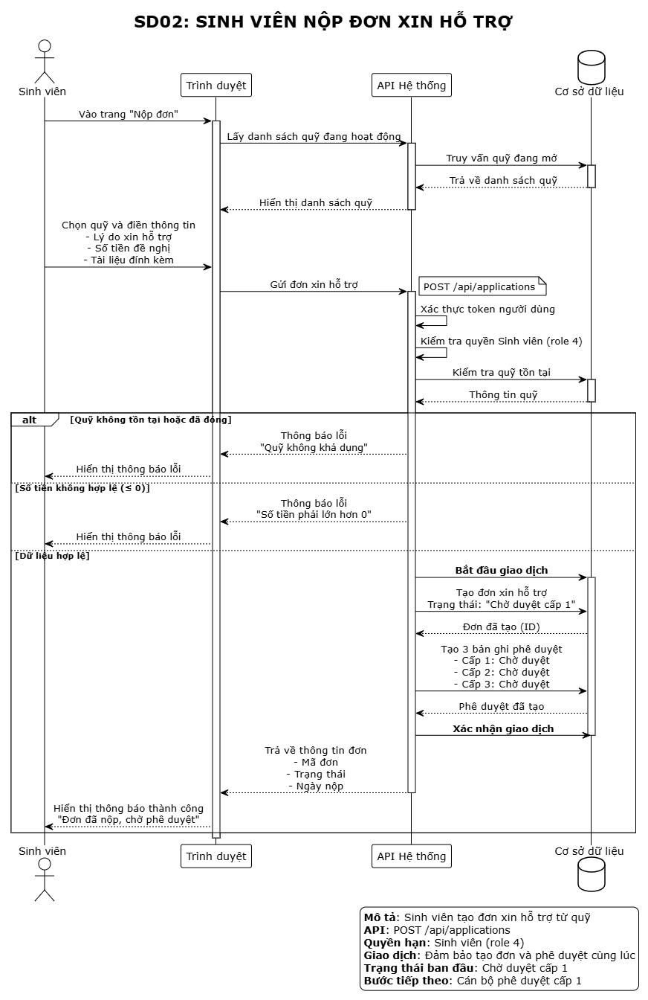 SD02: SINH VIÊN NỘP ĐƠN XIN HỖ TRỢ
Sinh viên
Trình duyệt
API Hệ thống
Cơ sở dữ liệu
Vào trang "Nộp đơn"
Lấy danh sách quỹ đang hoạt động
Truy vấn quỹ đang mở
Trả về danh sách quỹ
Hiển thị danh sách quỹ
Chọn quỹ và điền thông tin
- Lý do xin hỗ trợ
- Số tiền đề nghị
- Tài liệu đính kèm
Gửi đơn xin hỗ trợ
POST /api/applications
Xác thực token người dùng
Kiểm tra quyền Sinh viên (role 4)
Kiểm tra quỹ tồn tại
Thông tin quỹ
alt
[Quỹ không tồn tại hoặc đã đóng]
Thông báo lỗi
"Quỹ không khả dụng"
Hiển thị thông báo lỗi
[Số tiền không hợp lệ (≤ 0)]
Thông báo lỗi
"Số tiền phải lớn hơn 0"
Hiển thị thông báo lỗi
[Dữ liệu hợp lệ]
Bắt đầu giao dịch
Tạo đơn xin hỗ trợ
Trạng thái: "Chờ duyệt cấp 1"
Đơn đã tạo (ID)
Tạo 3 bản ghi phê duyệt
- Cấp 1: Chờ duyệt
- Cấp 2: Chờ duyệt
- Cấp 3: Chờ duyệt
Phê duyệt đã tạo
Xác nhận giao dịch
Trả về thông tin đơn
- Mã đơn
- Trạng thái
- Ngày nộp
Hiển thị thông báo thành công
"Đơn đã nộp, chờ phê duyệt"
Sinh viên
Trình duyệt
API Hệ thống
Cơ sở dữ liệu
Mô tả: Sinh viên tạo đơn xin hỗ trợ từ quỹ
API: POST /api/applications
Quyền hạn: Sinh viên (role 4)
Giao dịch: Đảm bảo tạo đơn và phê duyệt cùng lúc
Trạng thái ban đầu: Chờ duyệt cấp 1
Bước tiếp theo: Cán bộ phê duyệt cấp 1